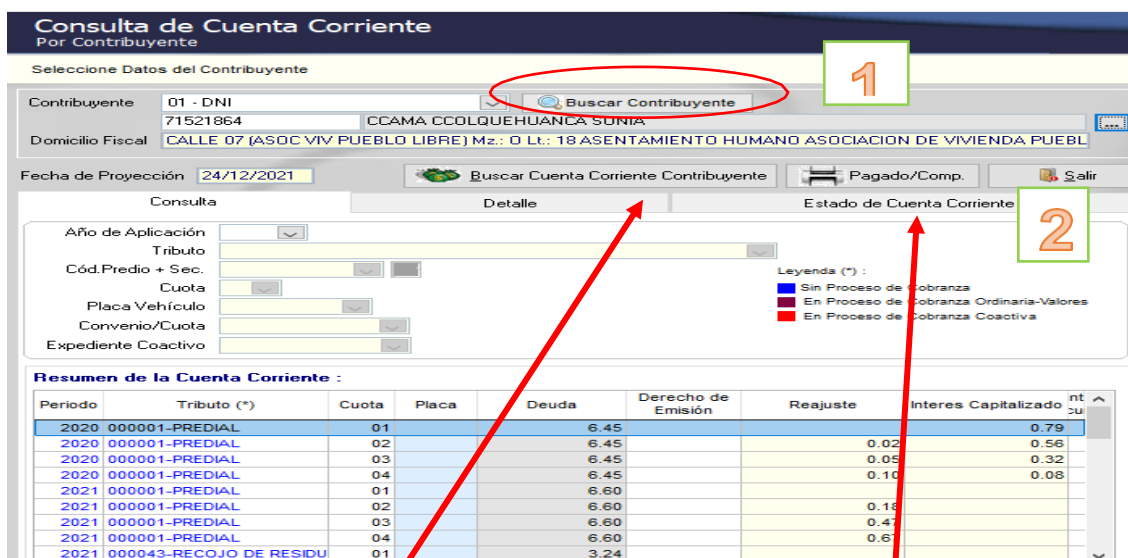 Consulta de Cuenta Corriente
Por Contribuyente
Seleccione Datos del Contribuyente
1
Contribuyente 01 - DNI Buscar Contribuyente
71521864 CCAMA CCOLQUEHUANCA SONIA
...
Domicilio Fiscal CALLE 07 (ASOC VIV PUEBLO LIBRE) Mz.: O Lt.: 18 ASENTAMIENTO HUMANO ASOCIACION DE VIVIENDA PUEBL
Fecha de Proyección 24/12/2021 Buscar Cuenta Corriente Contribuyente Pagado/Comp. Salir
Consulta Detalle Estado de Cuenta Corriente
2
Año de Aplicación
Tributo
Cód.Predio + Sec.
Cuota
Placa Vehículo
Convenio/Cuota
Expediente Coactivo
Leyenda (*) :
Sin Proceso de Cobranza
En Proceso de Cobranza Ordinaria-Valores
En Proceso de Cobranza Coactiva
Resumen de la Cuenta Corriente :
Periodo Tributo (*) Cuota Placa Deuda Derecho de Emisión Reajuste Interes Capitalizado
2020 000001-PREDIAL 01 6.45 0.79
2020 000001-PREDIAL 02 6.45 0.02 0.56
2020 000001-PREDIAL 03 6.45 0.05 0.32
2020 000001-PREDIAL 04 6.45 0.10 0.08
2021 000001-PREDIAL 01 6.60
2021 000001-PREDIAL 02 6.60 0.18
2021 000001-PREDIAL 03 6.60 0.47
2021 000001-PREDIAL 04 6.60 0.67
2021 000043-RECOJO DE RESIDU 01 3.24